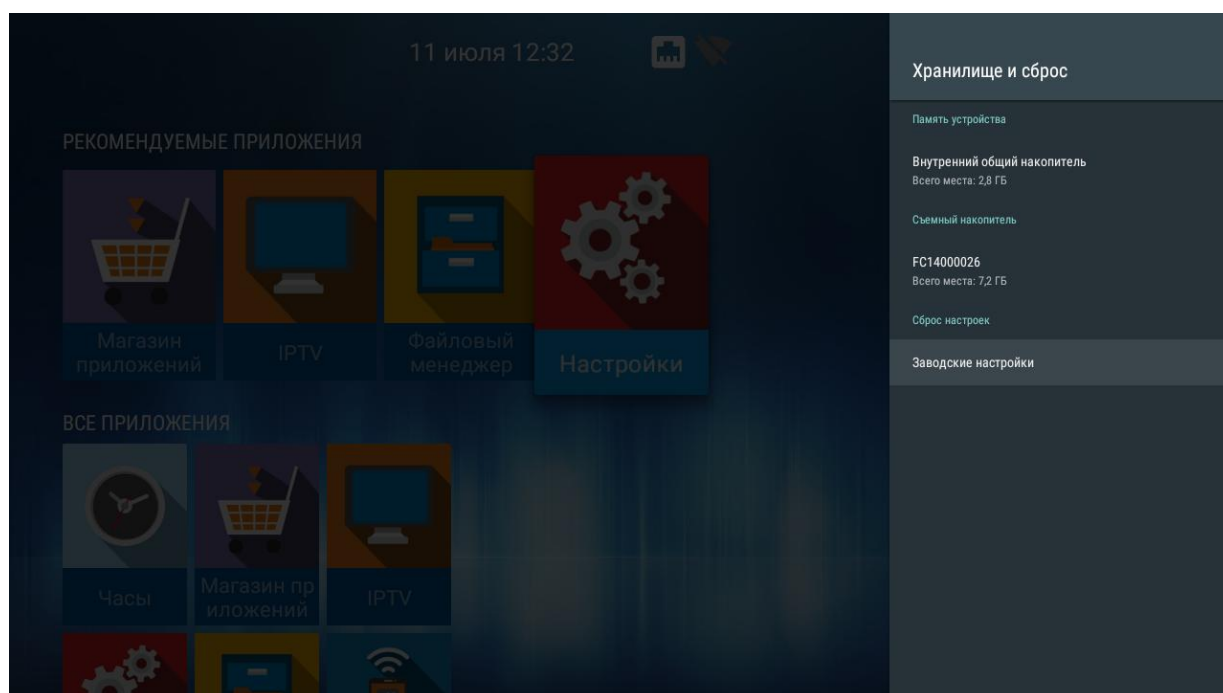 11 июля 12:32
РЕКОМЕНДУЕМЫЕ ПРИЛОЖЕНИЯ
Магазин
приложений
IPTV
Файловый
менеджер
Настройки
ВСЕ ПРИЛОЖЕНИЯ
Часы
Магазин пр
иложений
IPTV
Хранилище и сброс
Память устройства
Внутренний общий накопитель
Всего места: 2,8 ГБ
Съемный накопитель
FC14000026
Всего места: 7,2 ГБ
Сброс настроек
Заводские настройки